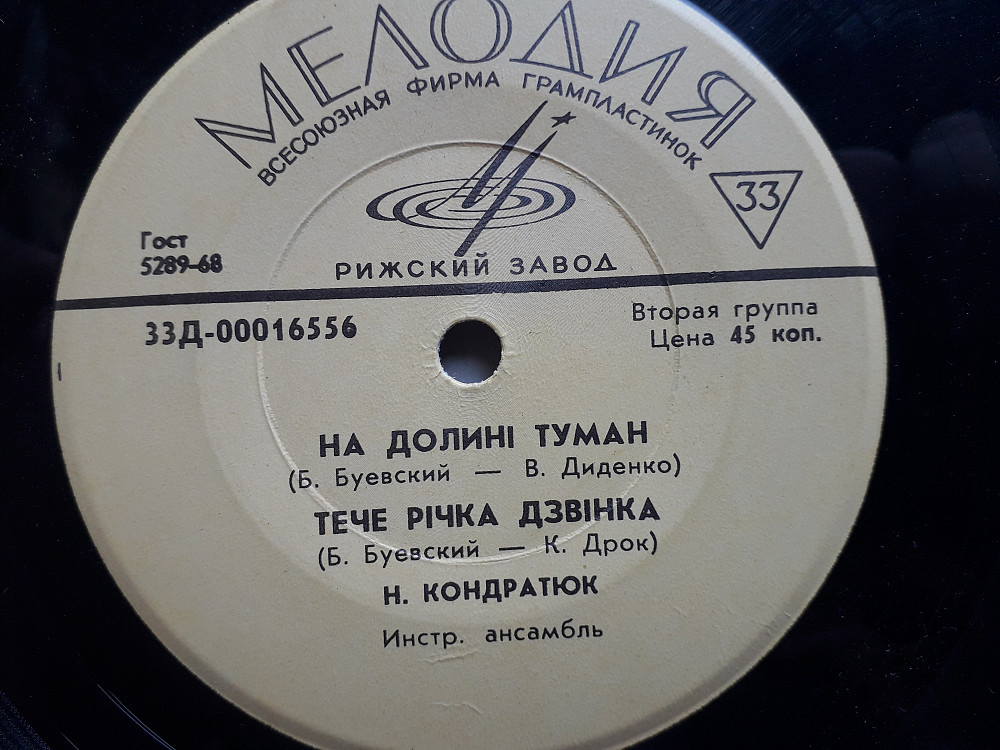 МЕЛОДИЯ
ВСЕСОЮЗНАЯ ФИРМА ГРАМПЛАСТИНОК
33
Гост
5289-68
РИЖСКИЙ ЗАВОД
33Д-00016556
Вторая группа
Цена 45 коп.
НА ДОЛИНІ ТУМАН
(Б. Буевский — В. Диденко)
ТЕЧЕ РІЧКА ДЗВІНКА
(Б. Буевский — К. Дрок)
Н. КОНДРАТЮК
Инстр. ансамбль